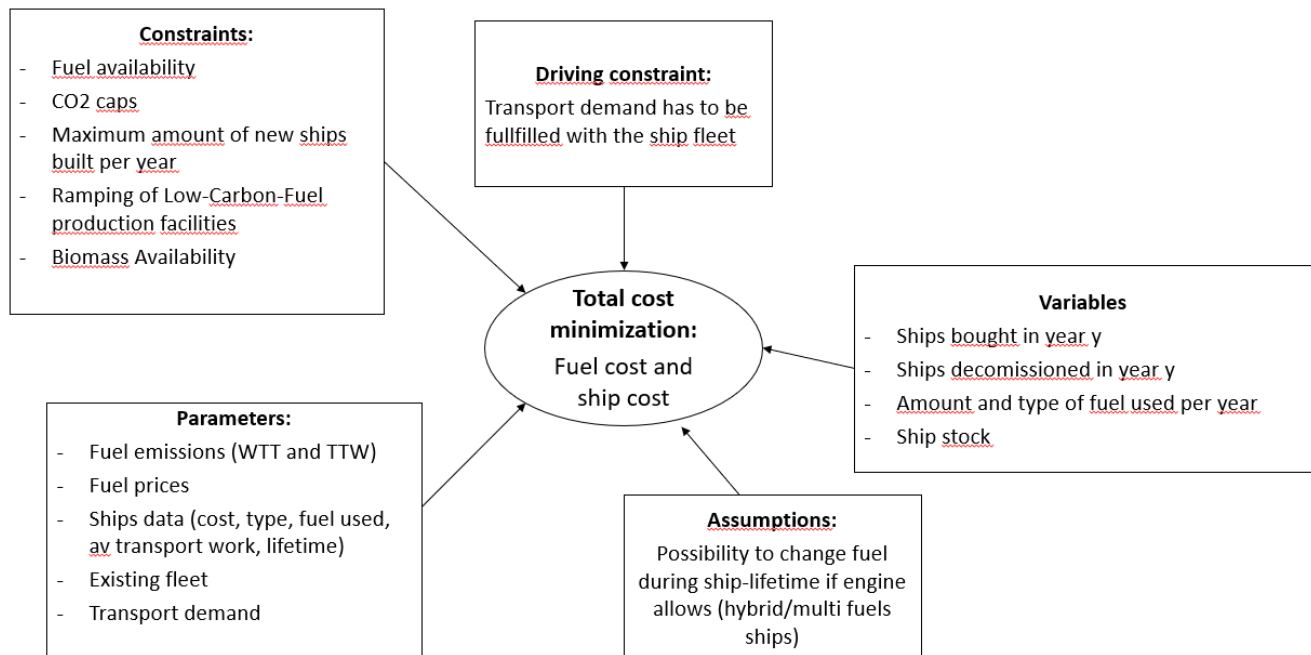 Constraints:
- Fuel availability
- CO2 caps
- Maximum amount of new ships
built per year
- Ramping of Low-Carbon-Fuel
production facilities
- Biomass Availability
Driving constraint:
Transport demand has to be
fullfilled with the ship fleet
Total cost
minimization:
Fuel cost and
ship cost
Variables
- Ships bought in year y
- Ships decomissioned in year y
- Amount and type of fuel used per year
- Ship stock
Parameters:
- Fuel emissions (WTT and TTW)
- Fuel prices
- Ships data (cost, type, fuel used,
av transport work, lifetime)
- Existing fleet
- Transport demand
Assumptions:
Possibility to change fuel
during ship-lifetime if engine
allows (hybrid/multi fuels
ships)